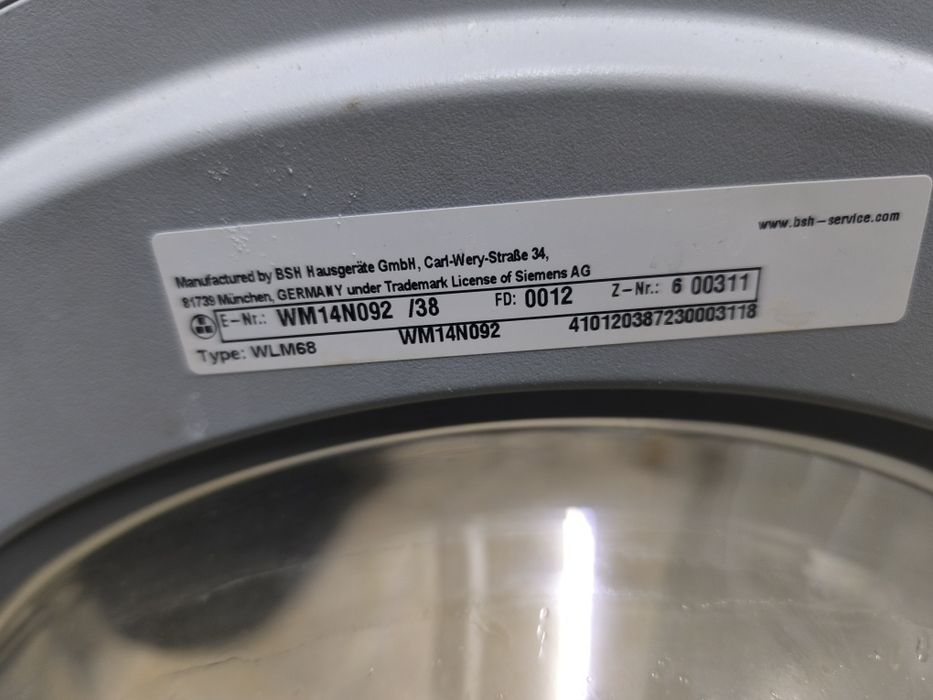 www.bsh-service.com
Manufactured by BSH Hausgeräte GmbH, Carl-Wery-Straße 34,
81739 München, GERMANY under Trademark License of Siemens AG
E-Nr.: WM14N092 /38 FD: 0012 Z-Nr.: 6 00311
Type: WLM68 WM14N092 410120387230003118